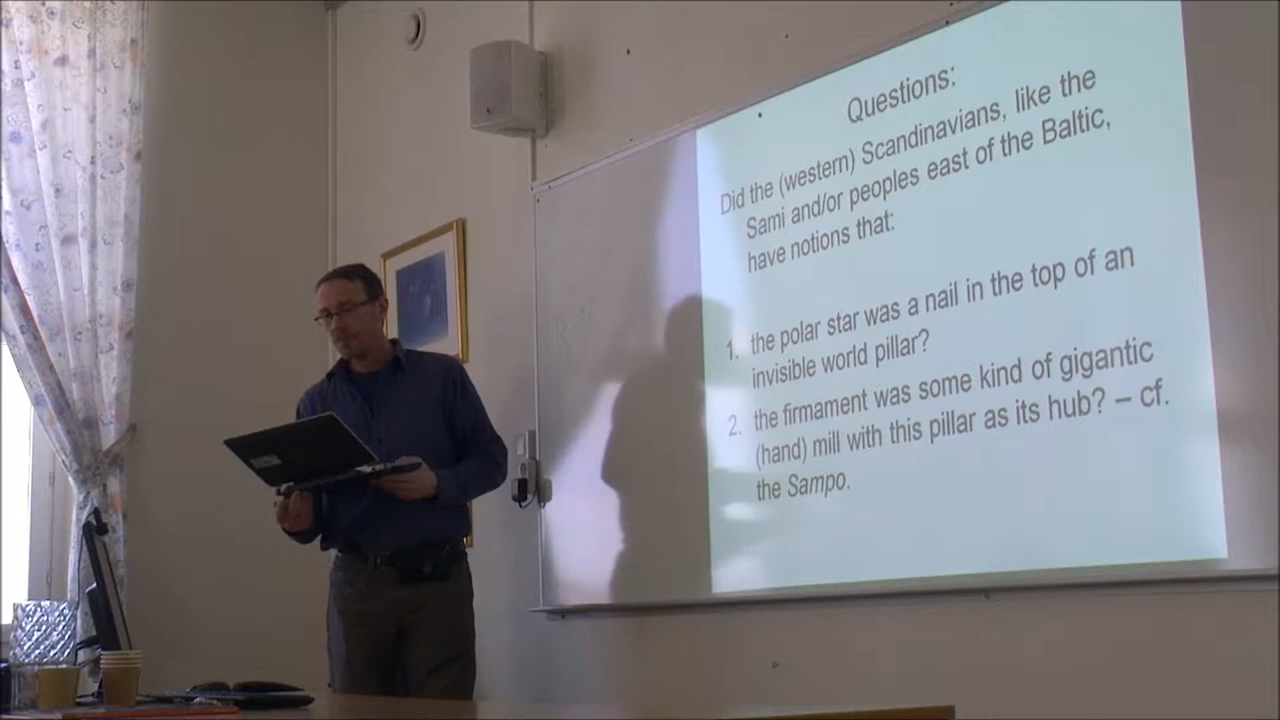 Questions:
Did the (western) Scandinavians, like the
Sami and/or peoples east of the Baltic,
have notions that:
1. the polar star was a nail in the top of an
invisible world pillar?
2. the firmament was some kind of gigantic
(hand) mill with this pillar as its hub? – cf.
the Sampo.